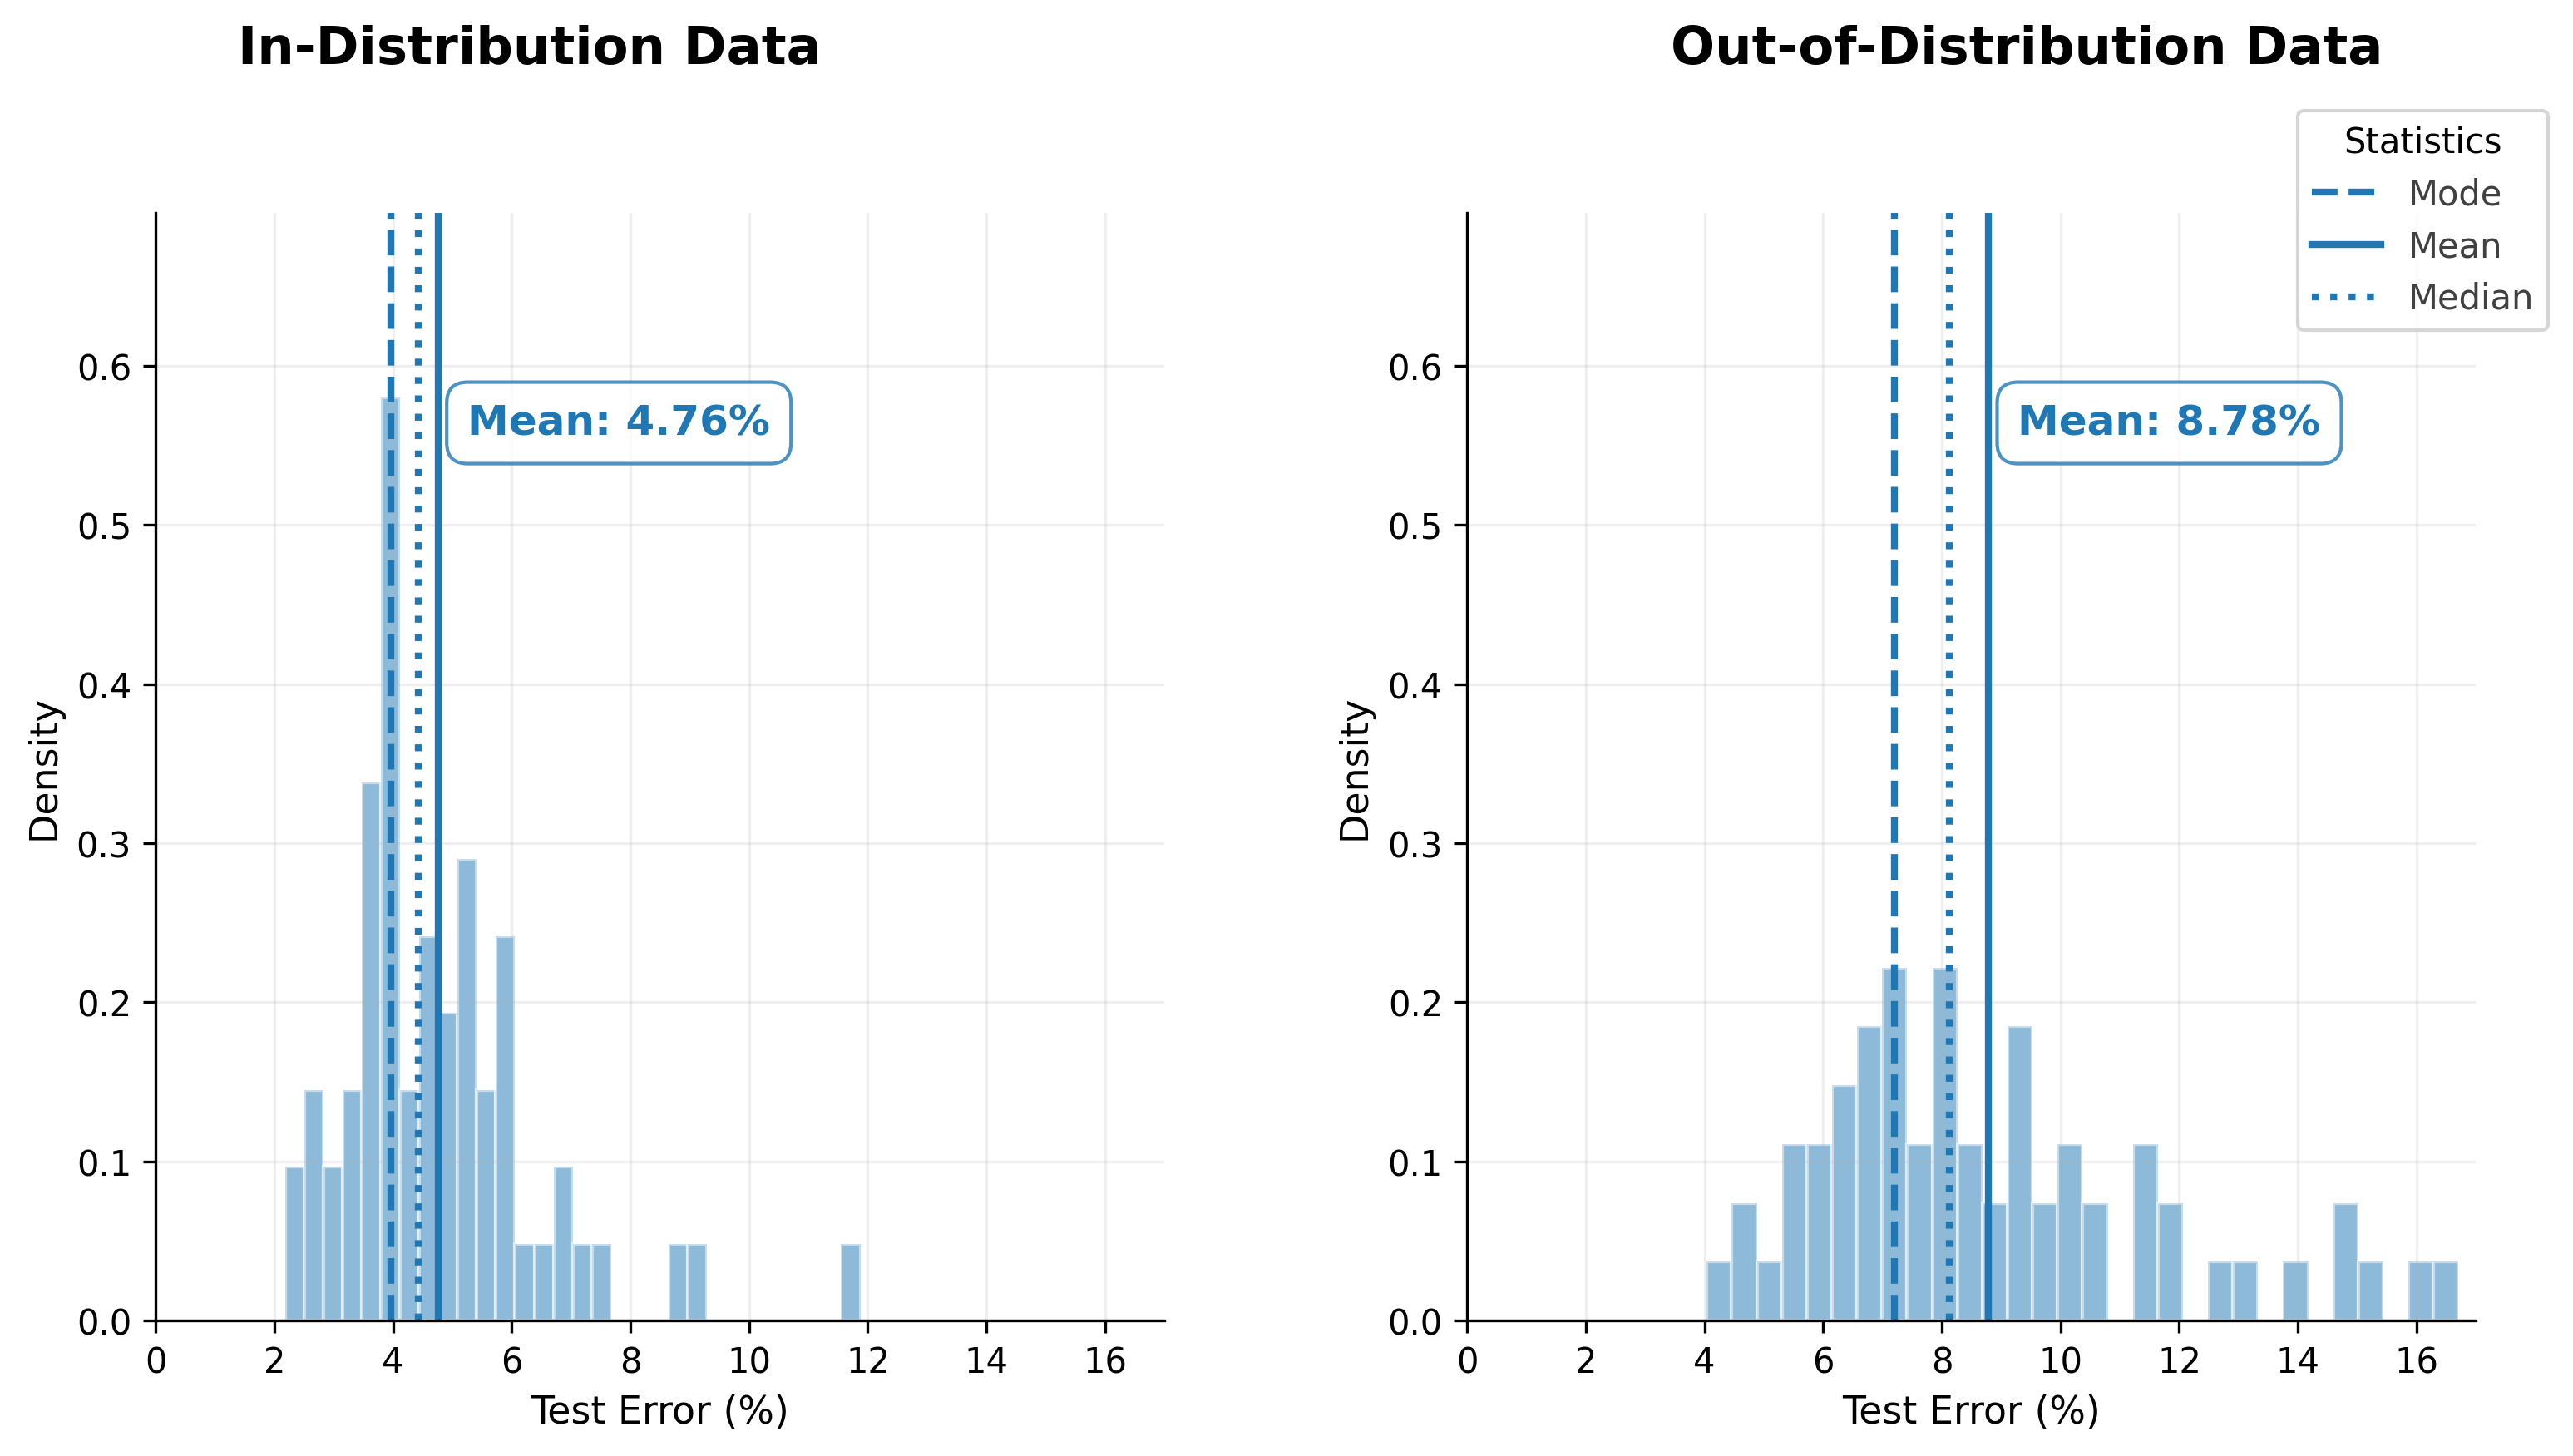 In-Distribution Data
Out-of-Distribution Data
Statistics
Mode
Mean
Median
Mean: 4.76%
Mean: 8.78%
Density
0.6
0.5
0.4
0.3
0.2
0.1
0.0
0 2 4 6 8 10 12 14 16
Test Error (%)
Density
0.6
0.5
0.4
0.3
0.2
0.1
0.0
0 2 4 6 8 10 12 14 16
Test Error (%)